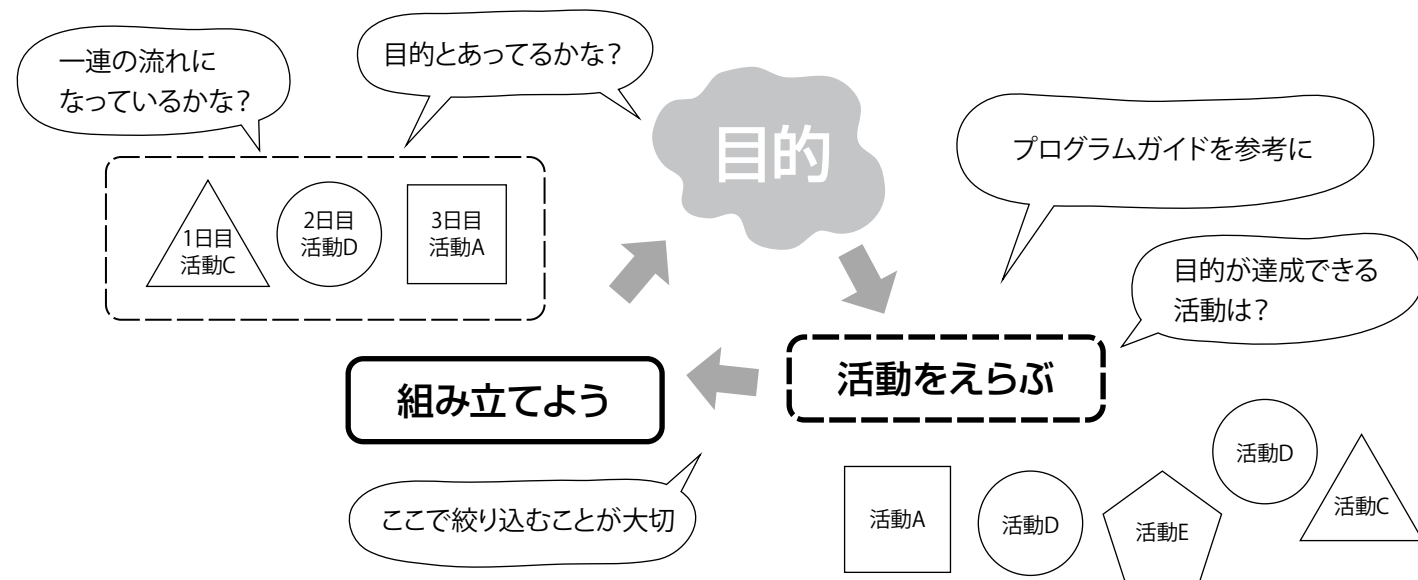 一連の流れに
なっているかな？
目的とあってるかな？
目的
プログラムガイドを参考に
目的が達成できる
活動は？
1日目
活動C
2日目
活動D
3日目
活動A
組み立てよう
活動をえらぶ
ここで絞り込むことが大切
活動A
活動D
活動E
活動D
活動C